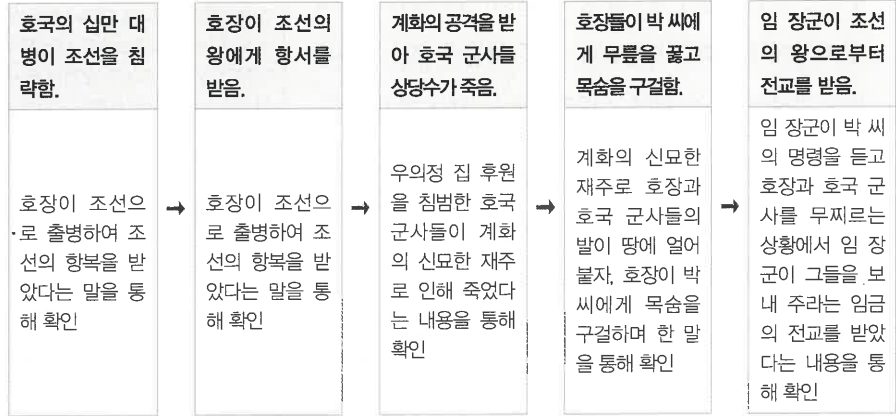 호국의 십만 대
병이 조선을 침
략함.
호장이 조선으
로 출병하여 조
선의 항복을 받
았다는 말을 통
해 확인
→
호장이 조선의
왕에게 항서를
받음.
호장이 조선으
로 출병하여 조
선의 항복을 받
았다는 말을 통
해 확인
→
계화의 공격을 받
아 호국 군사들
상당수가 죽음.
우의정 집 후원
을 침범한 호국
군사들이 계화
의 신묘한 재주
로 인해 죽었다
는 내용을 통해
확인
→
호장들이 박 씨에
게 무릎을 꿇고
목숨을 구걸함.
계화의 신묘한
재주로 호장과
호국 군사들의
발이 땅에 얼어
붙자, 호장이 박
씨에게 목숨을
구걸하며 한 말
을 통해 확인
→
임 장군이 조선
의 왕으로부터
전교를 받음.
임 장군이 박 씨
의 명령을 듣고
호장과 호국 군
사를 무찌르는
상황에서 임 장
군이 그들을 보
내 주라는 임금
의 전교를 받았
다는 내용을 통
해 확인